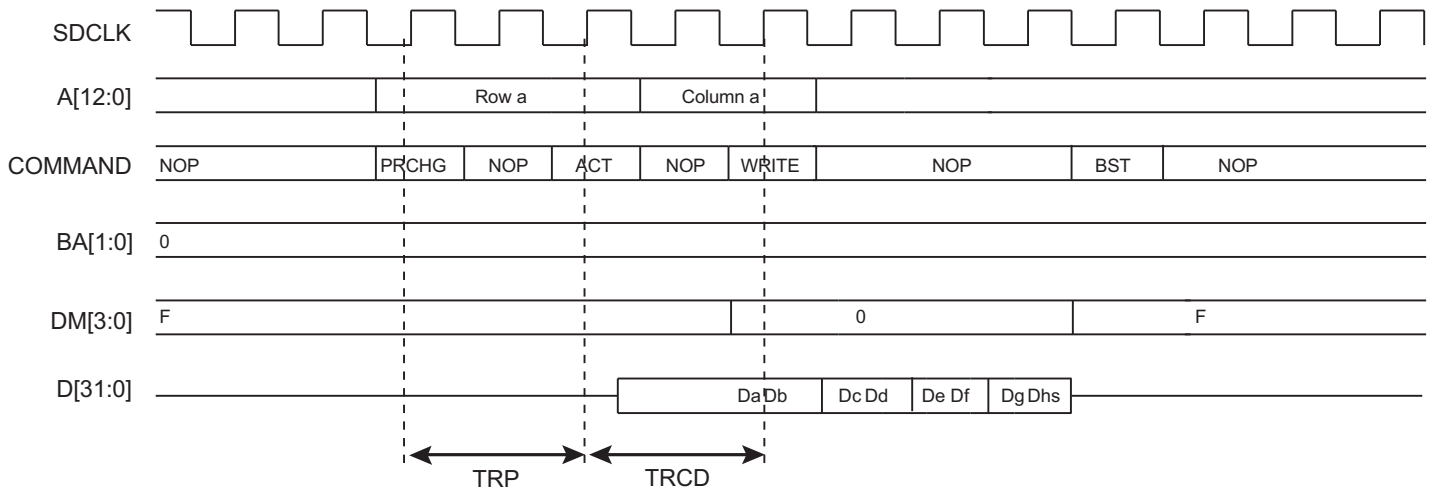 SDCLK
A[12:0] Row a Column a
COMMAND NOP PRCHG NOP ACT NOP WRITE NOP BST NOP
BA[1:0] 0
DM[3:0] F 0 F
D[31:0] Da Db Dc Dd De Df Dg Dhs
TRP TRCD